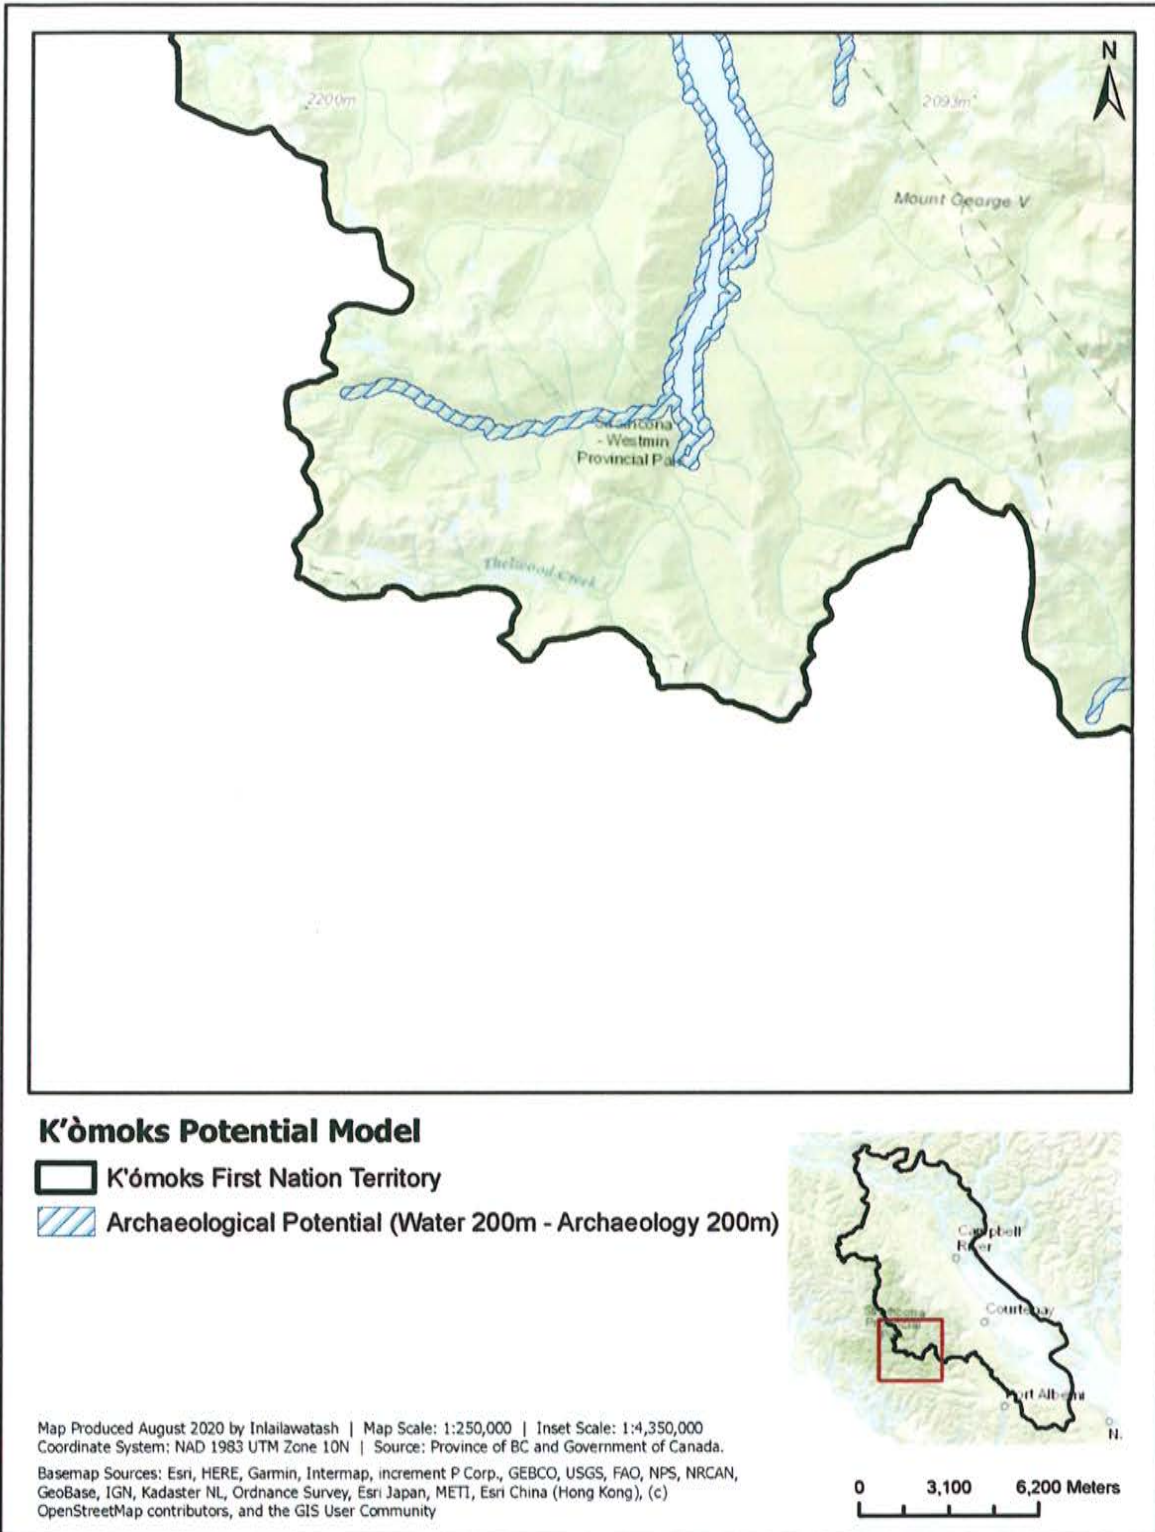 N
2200m
2093m
Mount George V
Strathcona
- Westmin
Provincial Park
Thelwood Creek
K'òmoks Potential Model
K'ómoks First Nation Territory
Archaeological Potential (Water 200m - Archaeology 200m)
Campbell
River
Strathcona
Provincial
Courtenay
Port Alberni
N.
Map Produced August 2020 by Inlailawatash | Map Scale: 1:250,000 | Inset Scale: 1:4,350,000
Coordinate System: NAD 1983 UTM Zone 10N | Source: Province of BC and Government of Canada.
Basemap Sources: Esri, HERE, Garmin, Intermap, increment P Corp., GEBCO, USGS, FAO, NPS, NRCAN,
GeoBase, IGN, Kadaster NL, Ordnance Survey, Esri Japan, METI, Esri China (Hong Kong), (c)
OpenStreetMap contributors, and the GIS User Community
0 3,100 6,200 Meters